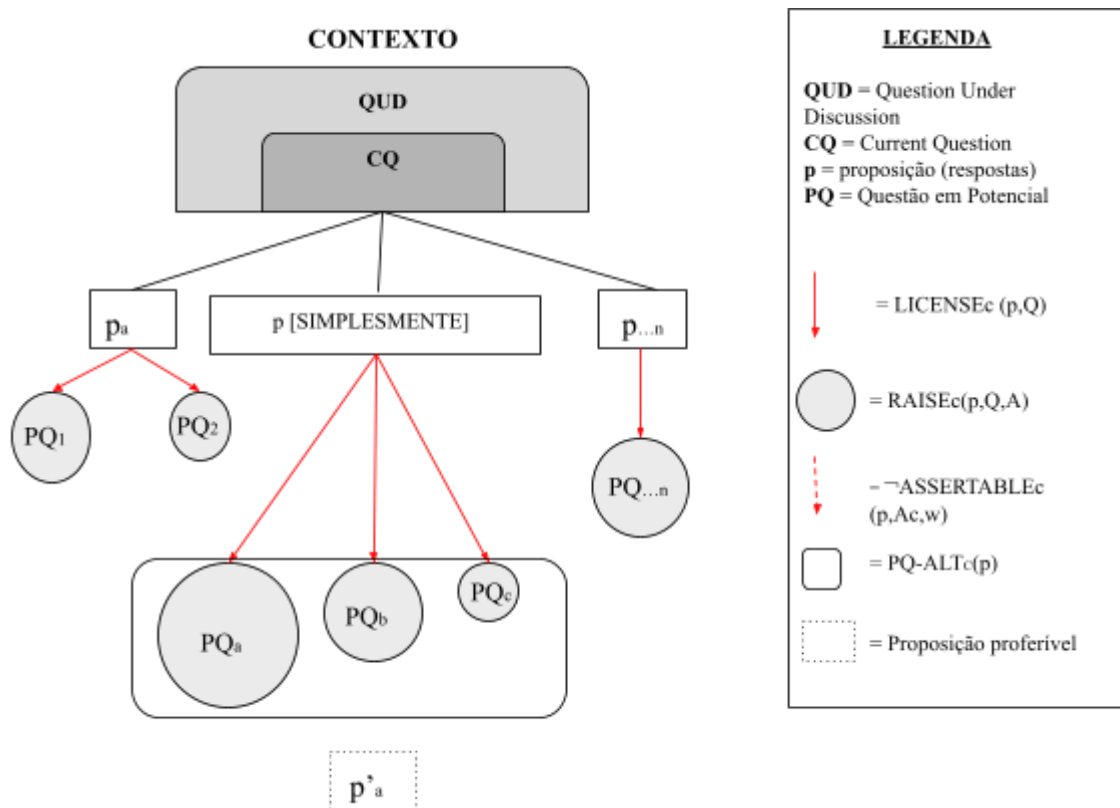 CONTEXTO
QUD
CQ
pa
p [SIMPLESMENTE]
p...n
PQ1
PQ2
PQ...n
PQa
PQb
PQc
p'a
LEGENDA
QUD = Question Under
Discussion
CQ = Current Question
p = proposição (respostas)
PQ = Questão em Potencial
= LICENSEc (p,Q)
= RAISEc(p,Q,A)
= ¬ASSERTABLEc
(p,Ac,w)
= PQ-ALTc(p)
= Proposição proferível